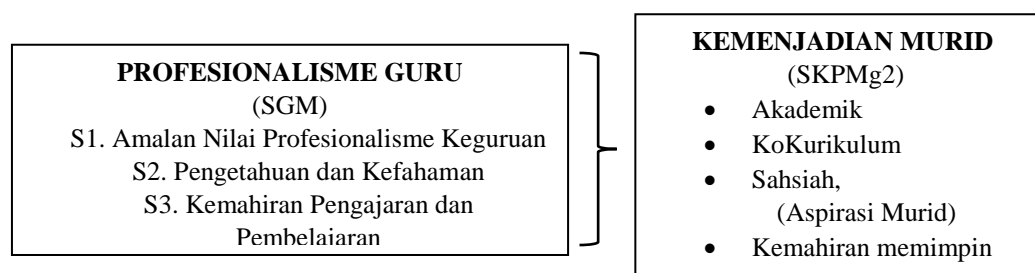 PROFESIONALISME GURU
(SGM)
S1. Amalan Nilai Profesionalisme Keguruan
S2. Pengetahuan dan Kefahaman
S3. Kemahiran Pengajaran dan
Pembelajaran
KEMENJADIAN MURID
(SKPMg2)
• Akademik
• KoKurikulum
• Sahsiah,
(Aspirasi Murid)
• Kemahiran memimpin